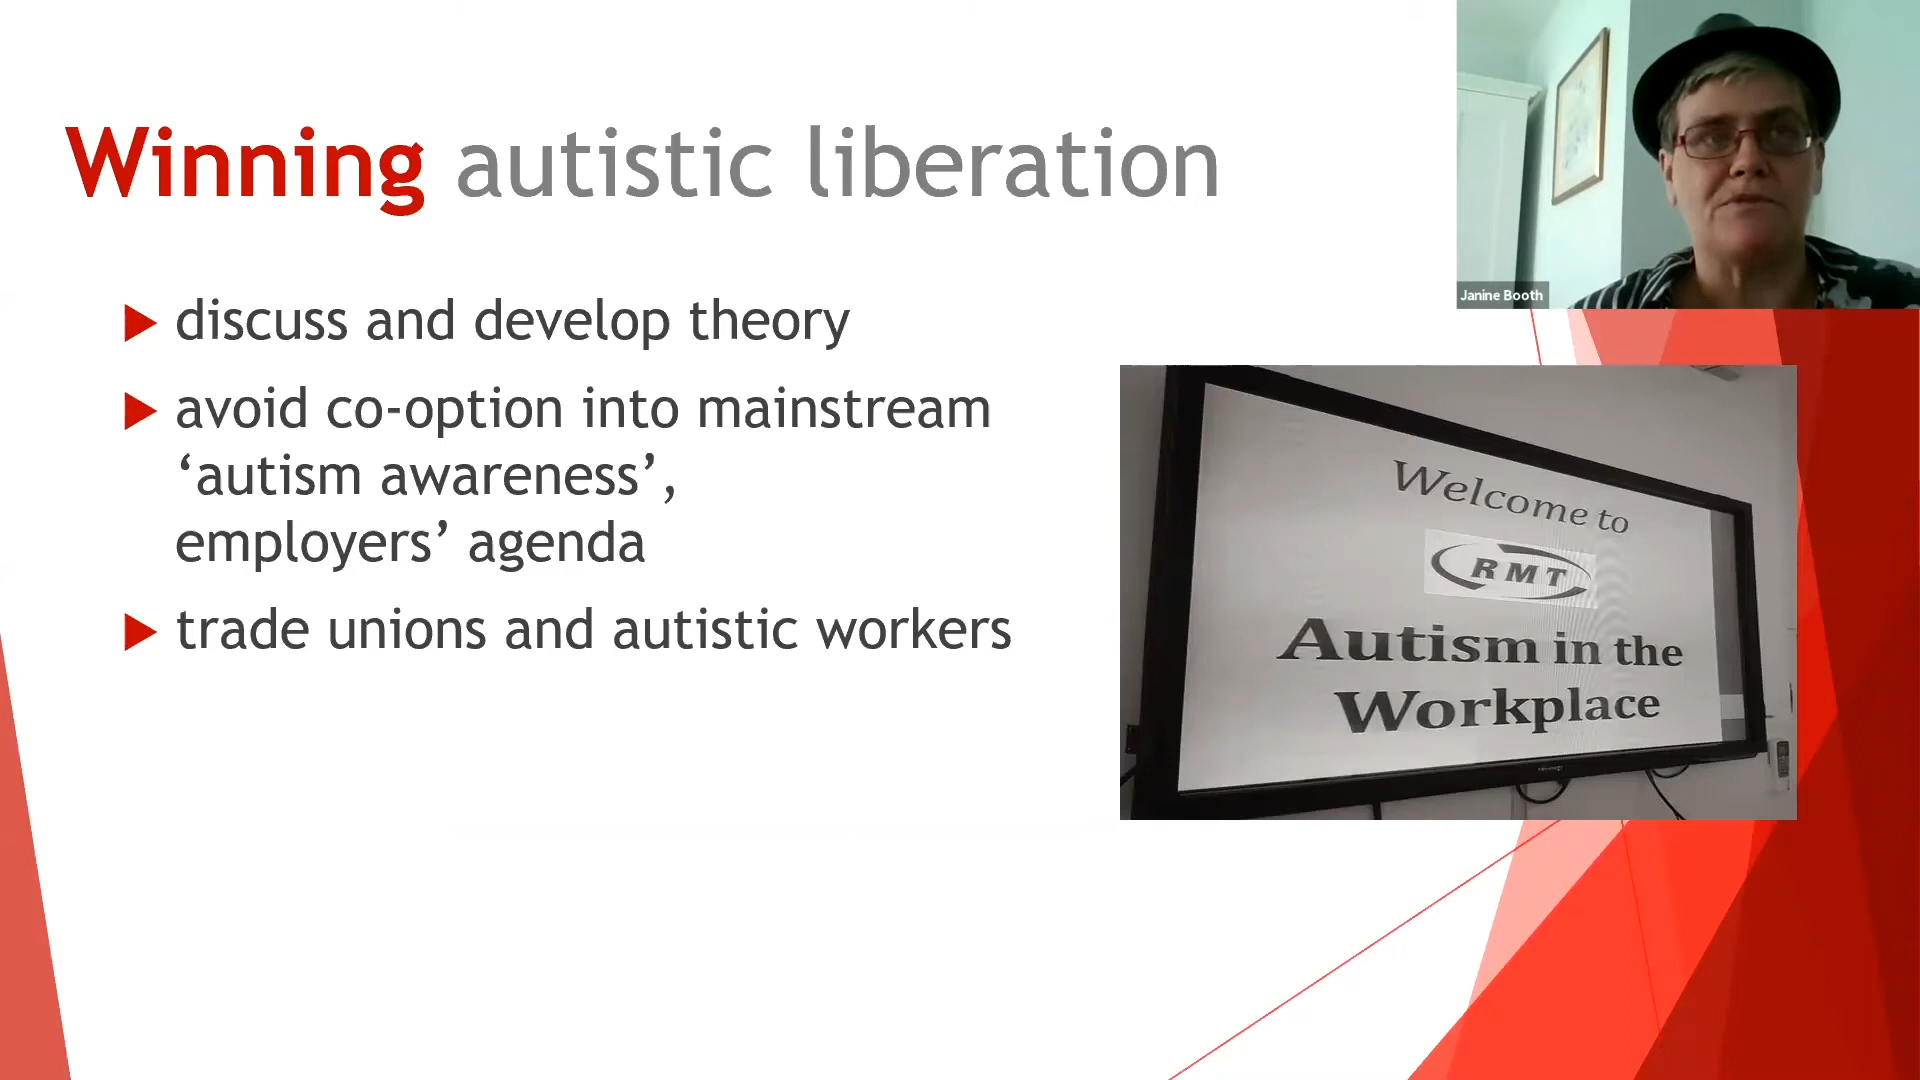 Winning autistic liberation
discuss and develop theory
avoid co-option into mainstream
‘autism awareness’,
employers’ agenda
trade unions and autistic workers
Janine Booth
Welcome to
RMT
Autism in the
Workplace